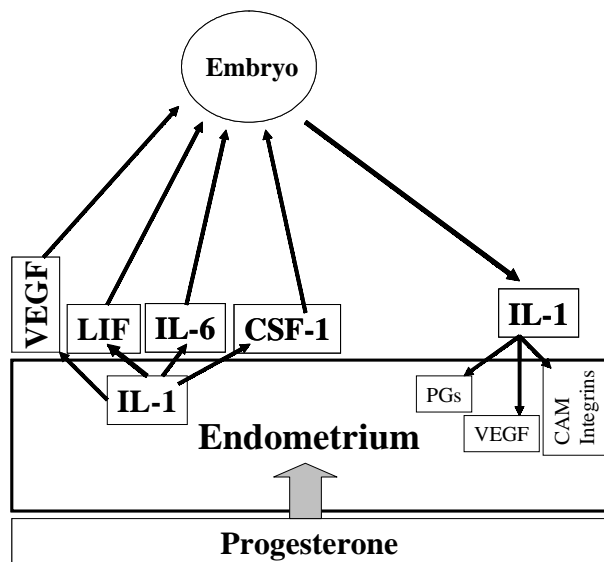 Embryo
VEGF
LIF
IL-6
CSF-1
IL-1
IL-1
PGs
VEGF
CAM
Integrins
Endometrium
Progesterone